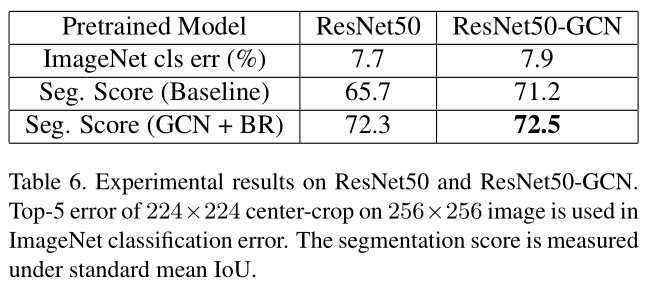 Pretrained Model ResNet50 ResNet50-GCN
ImageNet cls err (%) 7.7 7.9
Seg. Score (Baseline) 65.7 71.2
Seg. Score (GCN + BR) 72.3 72.5
Table 6. Experimental results on ResNet50 and ResNet50-GCN.
Top-5 error of 224×224 center-crop on 256×256 image is used in
ImageNet classification error. The segmentation score is measured
under standard mean IoU.